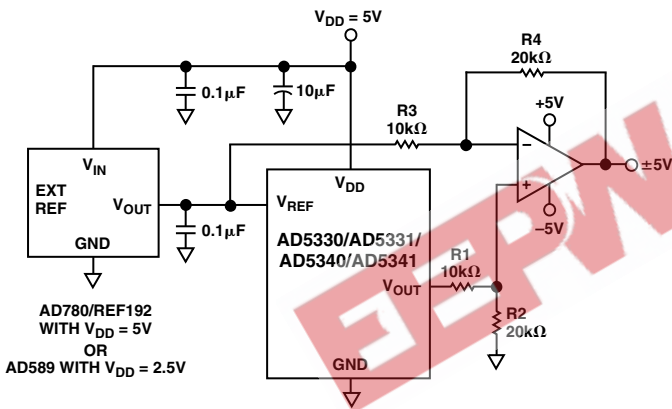 V_DD = 5V
R4
20kΩ
0.1μF
10μF
R3
10kΩ
+5V
−
±5V
+
−5V
V_IN
EXT
REF
V_OUT
GND
0.1μF
V_DD
V_REF
AD5330/AD5331/
AD5340/AD5341
V_OUT
GND
R1
10kΩ
R2
20kΩ
AD780/REF192
WITH V_DD = 5V
OR
AD589 WITH V_DD = 2.5V
EEPW